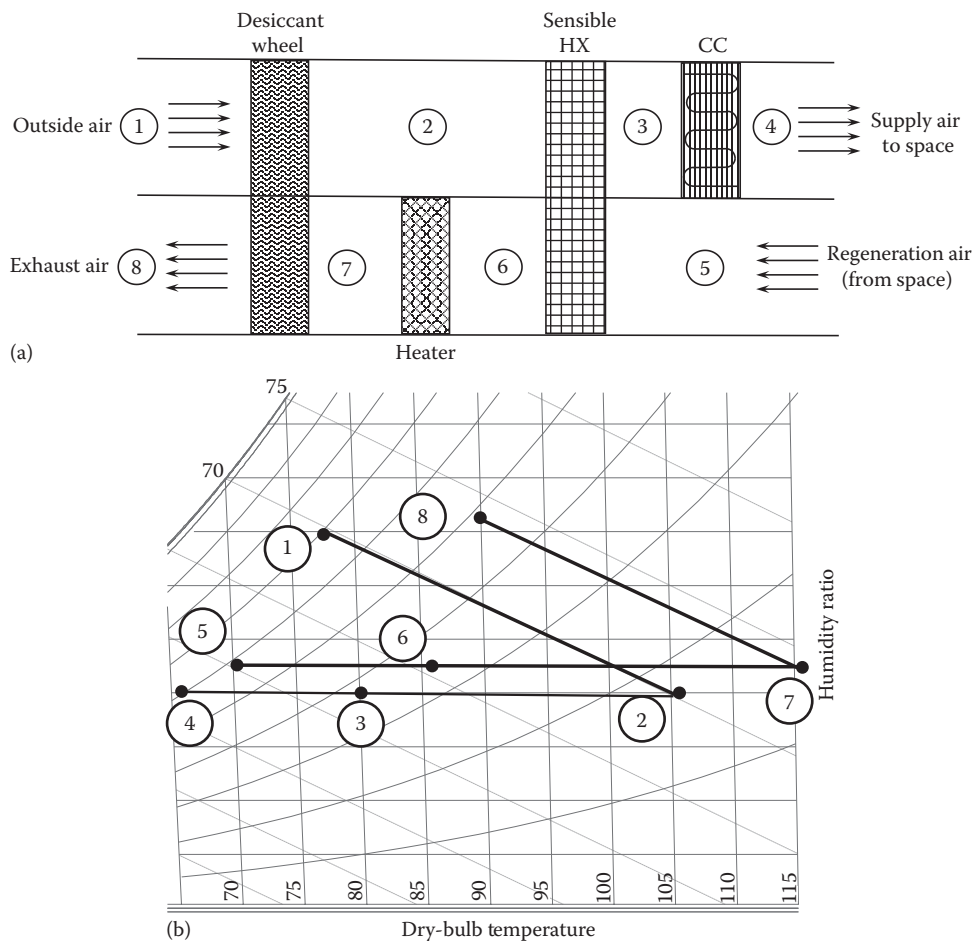 Desiccant
wheel
Sensible
HX
CC
Outside air
1
2
3
4
Supply air
to space
Exhaust air
8
7
6
5
Regeneration air
(from space)
Heater
(a)
75
70
8
1
5
6
4
3
2
7
Humidity ratio
70
75
80
85
90
95
100
105
110
115
(b)
Dry-bulb temperature